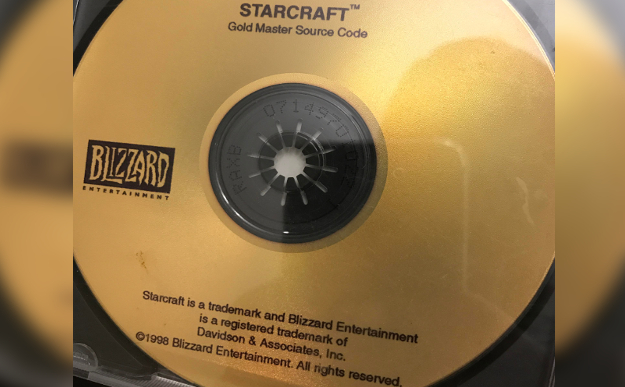 STARCRAFT™
Gold Master Source Code
BLIZZARD
ENTERTAINMENT
Starcraft is a trademark and Blizzard Entertainment
is a registered trademark of
Davidson & Associates, Inc.
©1998 Blizzard Entertainment. All rights reserved.